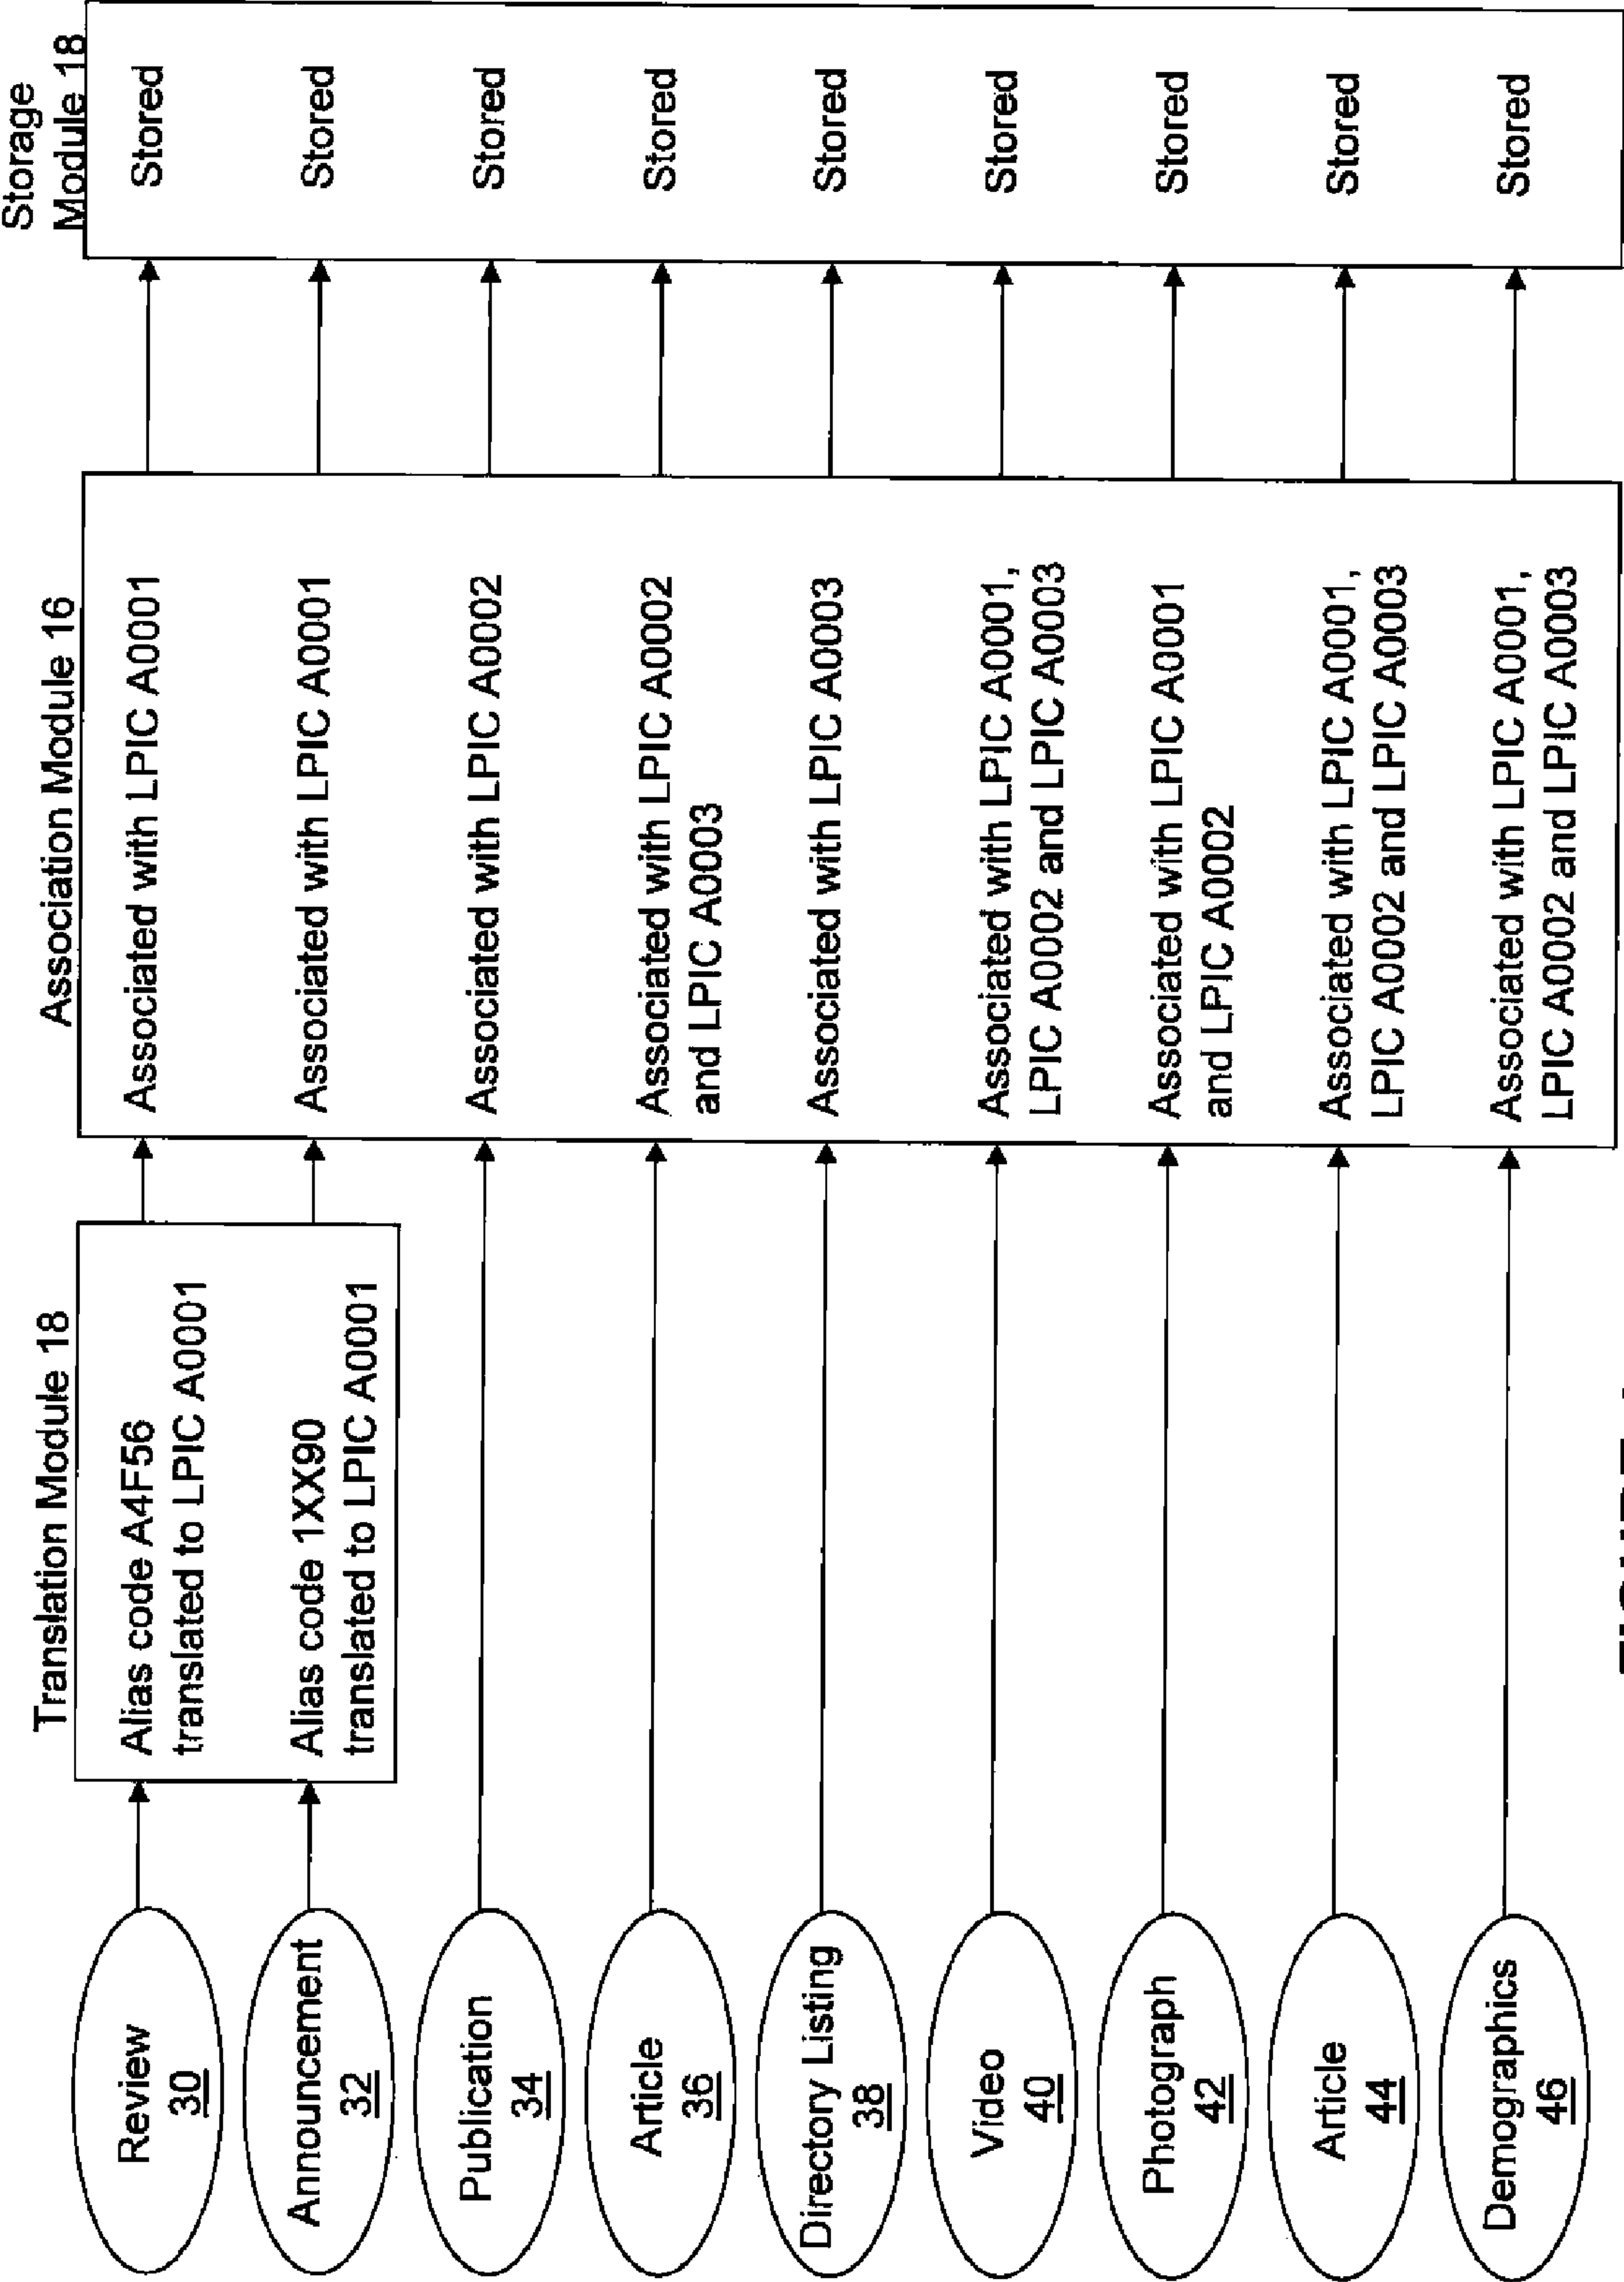 Translation Module 18
Association Module 16
Storage
Module 18
Review
30
Alias code A4F56
translated to LPIC A0001
Associated with LPIC A0001
Stored
Announcement
32
Alias code 1XX90
translated to LPIC A0001
Associated with LPIC A0001
Stored
Publication
34
Associated with LPIC A0002
Stored
Article
36
Associated with LPIC A0002
and LPIC A0003
Stored
Directory Listing
38
Associated with LPIC A0003
Stored
Video
40
Associated with LPIC A0001,
LPIC A0002 and LPIC A0003
Stored
Photograph
42
Associated with LPIC A0001
and LPIC A0002
Stored
Article
44
Associated with LPIC A0001,
LPIC A0002 and LPIC A0003
Stored
Demographics
46
Associated with LPIC A0001,
LPIC A0002 and LPIC A0003
Stored